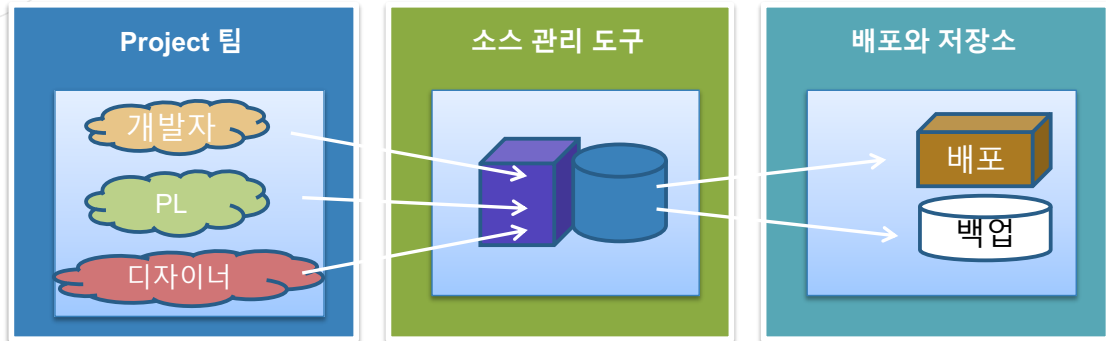 Project 팀
개발자
PL
디자이너
소스 관리 도구
배포와 저장소
배포
백업